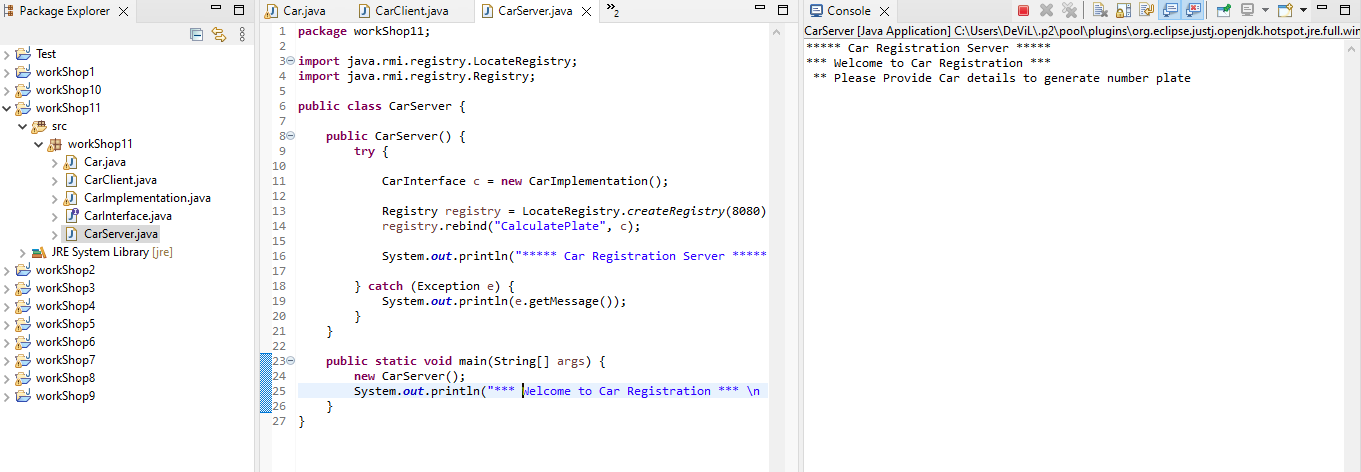 Package Explorer
Test
workShop1
workShop10
workShop11
src
workShop11
Car.java
CarClient.java
CarImplementation.java
CarInterface.java
CarServer.java
JRE System Library [jre]
workShop2
workShop3
workShop4
workShop5
workShop6
workShop7
workShop8
workShop9
Car.java CarClient.java CarServer.java »2
1 package workShop11;
2
3 import java.rmi.registry.LocateRegistry;
4 import java.rmi.registry.Registry;
5
6 public class CarServer {
7
8 public CarServer() {
9 try {
10
11 CarInterface c = new CarImplementation();
12
13 Registry registry = LocateRegistry.createRegistry(8080)
14 registry.rebind("CalculatePlate", c);
15
16 System.out.println("***** Car Registration Server *****
17
18 } catch (Exception e) {
19 System.out.println(e.getMessage());
20 }
21 }
22
23 public static void main(String[] args) {
24 new CarServer();
25 System.out.println("*** Welcome to Car Registration *** \n
26 }
27 }
Console
CarServer [Java Application] C:\Users\DeViL\.p2\pool\plugins\org.eclipse.justj.openjdk.hotspot.jre.full.win
***** Car Registration Server *****
*** Welcome to Car Registration ***
** Please Provide Car details to generate number plate